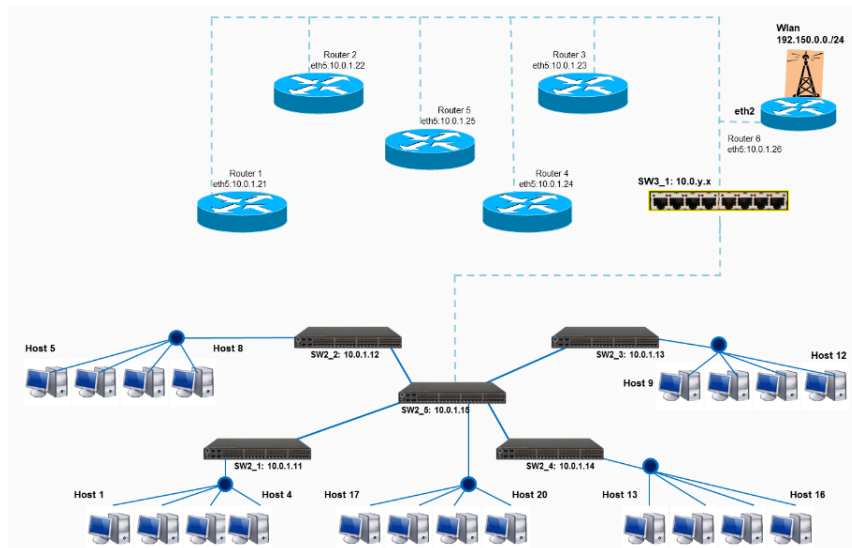 Wlan
192.150.0.0./24
Router 2
eth5:10.0.1.22
Router 3
eth5:10.0.1.23
Router 5
eth5:10.0.1.25
eth2
Router 6
eth5:10.0.1.26
Router 1
eth5:10.0.1.21
Router 4
eth5:10.0.1.24
SW3_1: 10.0.y.x
Host 5
Host 8
SW2_2: 10.0.1.12
SW2_3: 10.0.1.13
Host 12
Host 9
SW2_5: 10.0.1.15
SW2_1: 10.0.1.11
SW2_4: 10.0.1.14
Host 1
Host 4
Host 17
Host 20
Host 13
Host 16